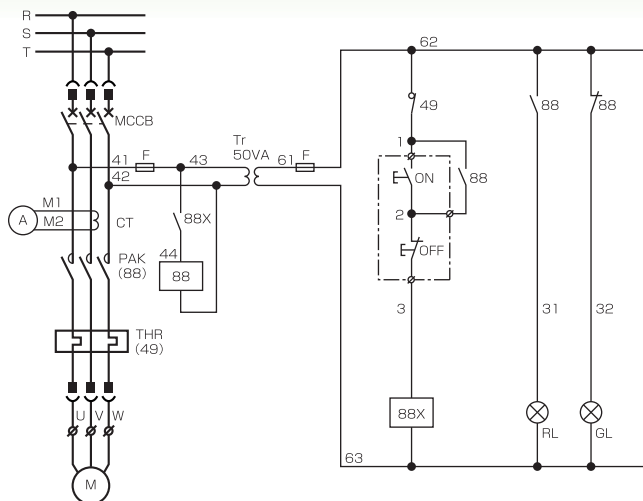 R
S
T
MCCB
62
49
88
88
Tr
50VA
41
F
43
61
F
42
1
ON
88
M1
A
M2
CT
88X
2
44
88
OFF
PAK
(88)
3
31
32
THR
(49)
U
V
W
88X
RL
GL
63
M